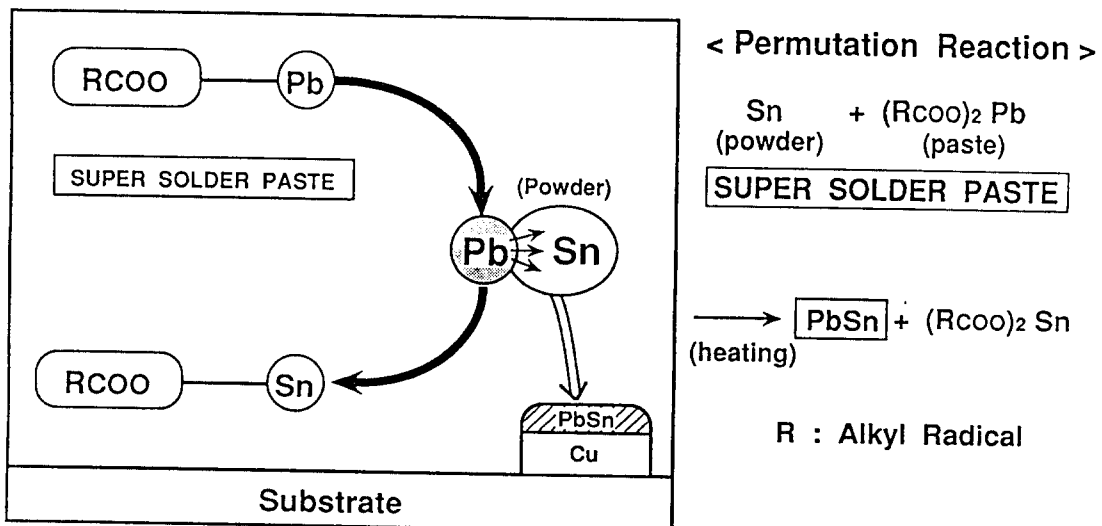 RCOO Pb
SUPER SOLDER PASTE
(Powder)
Pb Sn
RCOO Sn
PbSn
Cu
Substrate
< Permutation Reaction >
Sn + (Rcoo)₂ Pb
(powder) (paste)
SUPER SOLDER PASTE
PbSn + (Rcoo)₂ Sn
(heating)
R : Alkyl Radical